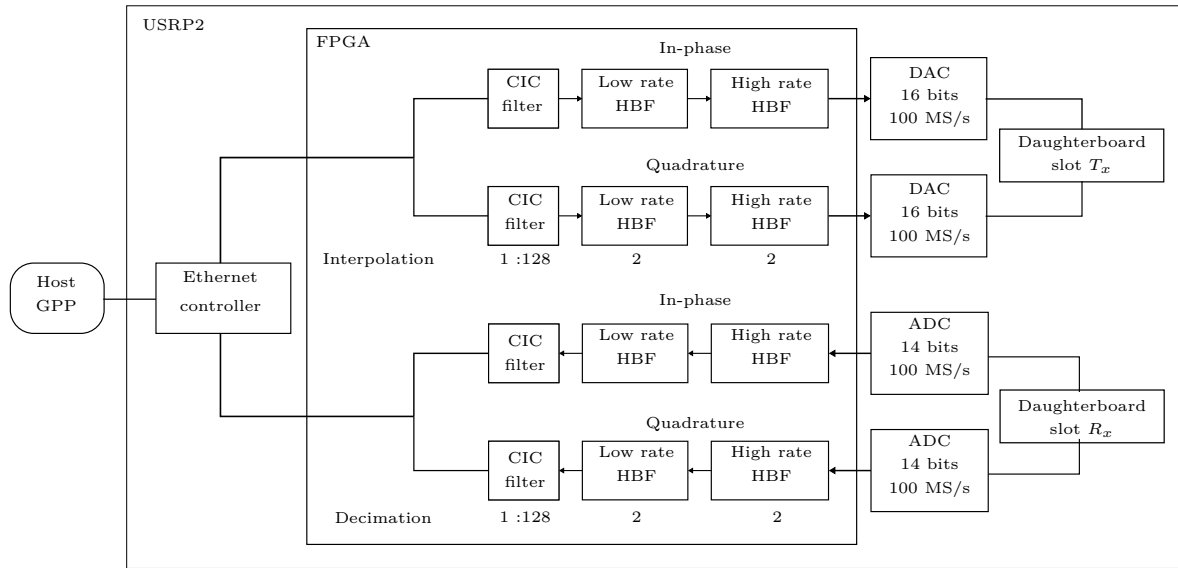 USRP2
FPGA
In-phase
CIC
filter
Low rate
HBF
High rate
HBF
DAC
16 bits
100 MS/s
Daughterboard
slot Tx
Quadrature
CIC
filter
Low rate
HBF
High rate
HBF
DAC
16 bits
100 MS/s
Interpolation
1 :128
2
2
Host
GPP
Ethernet
controller
In-phase
CIC
filter
Low rate
HBF
High rate
HBF
ADC
14 bits
100 MS/s
Daughterboard
slot Rx
Quadrature
CIC
filter
Low rate
HBF
High rate
HBF
ADC
14 bits
100 MS/s
Decimation
1 :128
2
2